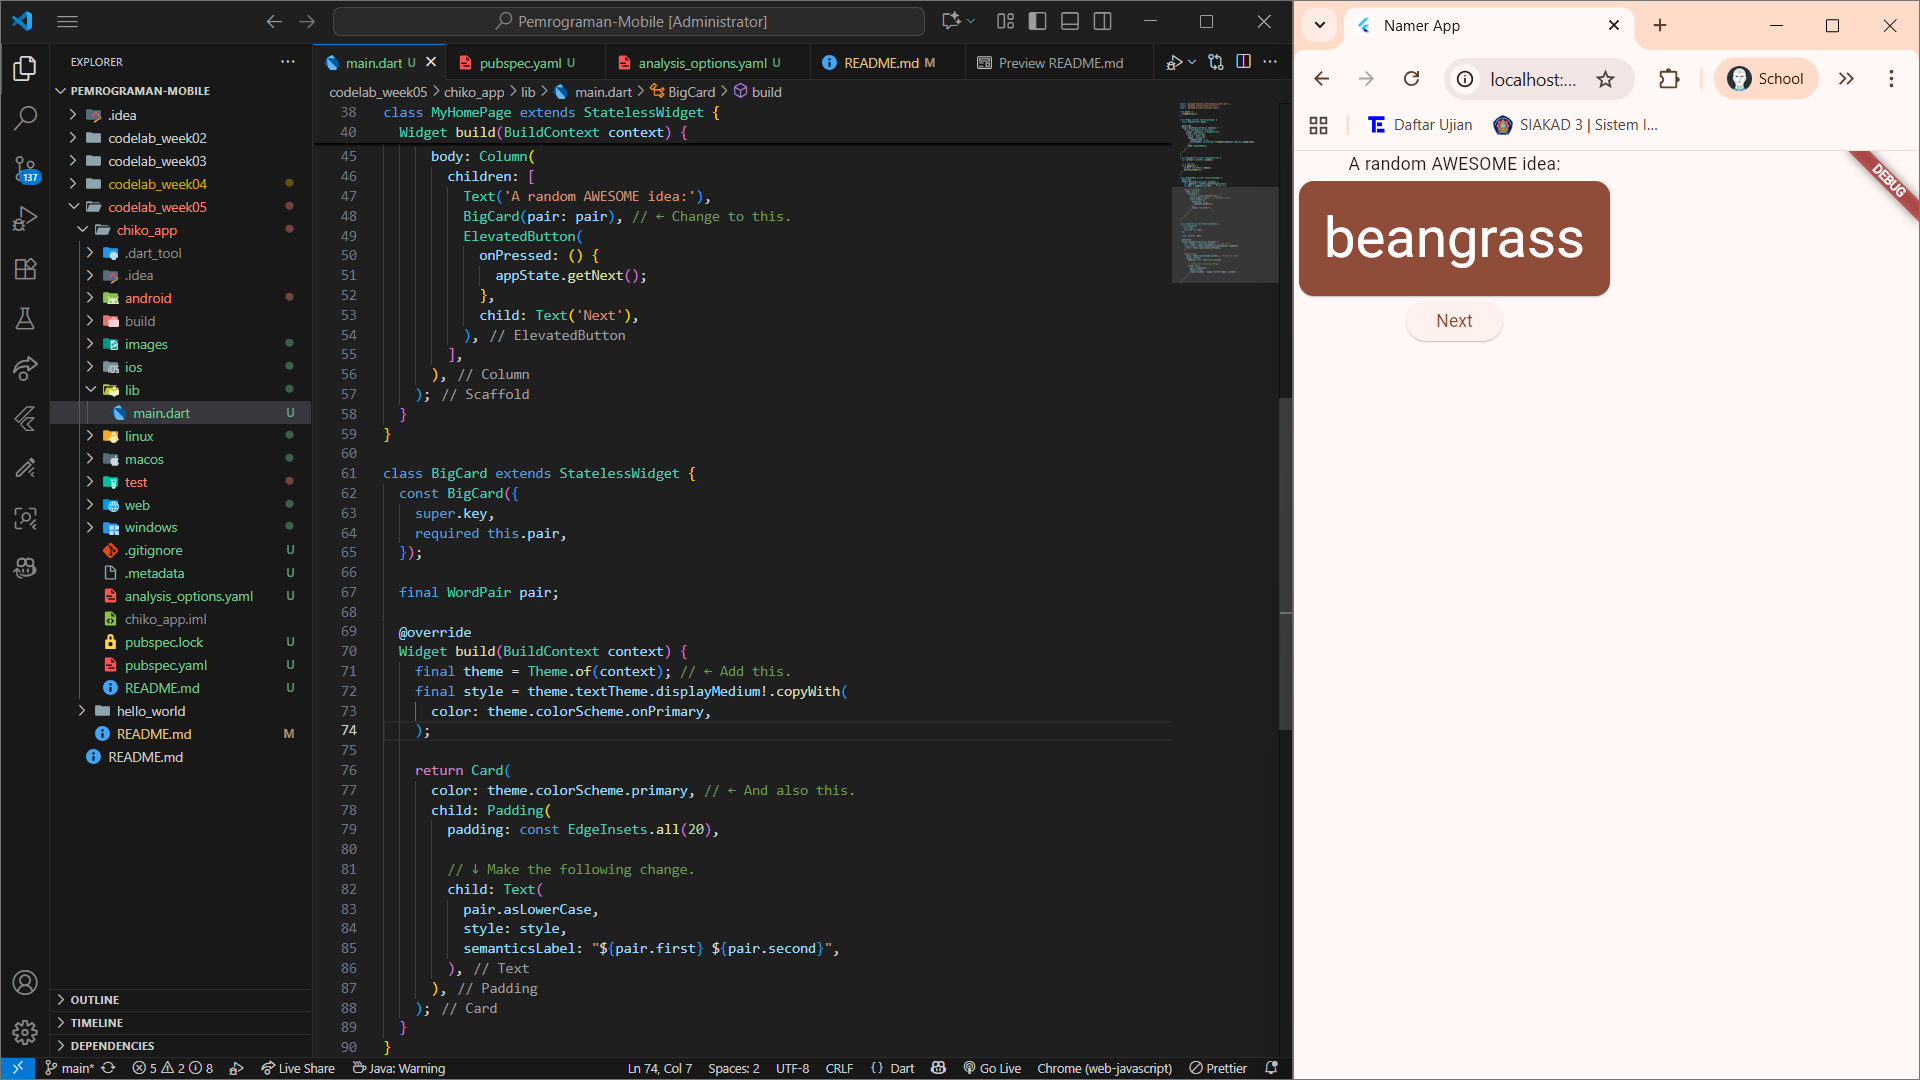 Pemrograman-Mobile [Administrator]
EXPLORER
PEMROGRAMAN-MOBILE
.idea
codelab_week02
codelab_week03
codelab_week04
codelab_week05
chiko_app
.dart_tool
.idea
android
build
images
ios
lib
main.dart U
linux
macos
test
web
windows
.gitignore U
.metadata U
analysis_options.yaml U
chiko_app.iml
pubspec.lock U
pubspec.yaml U
README.md U
hello_world
README.md M
README.md
OUTLINE
TIMELINE
DEPENDENCIES
137
main.dart U
pubspec.yaml U
analysis_options.yaml U
README.md M
Preview README.md
codelab_week05 > chiko_app > lib > main.dart > BigCard > build
38 class MyHomePage extends StatelessWidget {
40 Widget build(BuildContext context) {
45 body: Column(
46 children: [
47 Text('A random AWESOME idea:'),
48 BigCard(pair: pair), // ← Change to this.
49 ElevatedButton(
50 onPressed: () {
51 appState.getNext();
52 },
53 child: Text('Next'),
54 ), // ElevatedButton
55 ],
56 ), // Column
57 ); // Scaffold
58 }
59 }
60
61 class BigCard extends StatelessWidget {
62 const BigCard({
63 super.key,
64 required this.pair,
65 });
66
67 final WordPair pair;
68
69 @override
70 Widget build(BuildContext context) {
71 final theme = Theme.of(context); // ← Add this.
72 final style = theme.textTheme.displayMedium!.copyWith(
73 color: theme.colorScheme.onPrimary,
74 );
75
76 return Card(
77 color: theme.colorScheme.primary, // ← And also this.
78 child: Padding(
79 padding: const EdgeInsets.all(20),
80
81 // ↓ Make the following change.
82 child: Text(
83 pair.asLowerCase,
84 style: style,
85 semanticsLabel: "${pair.first} ${pair.second}",
86 ), // Text
87 ), // Padding
88 ); // Card
89 }
90 }
main* 5 2 8 Live Share Java: Warning Ln 74, Col 7 Spaces: 2 UTF-8 CRLF {} Dart Go Live Chrome (web-javascript) Prettier
Namer App
localhost:...
School
Daftar Ujian
SIAKAD 3 | Sistem I...
A random AWESOME idea:
DEBUG
beangrass
Next